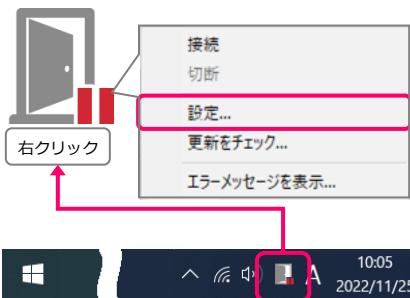 接続
切断
設定...
更新をチェック...
エラーメッセージを表示...
右クリック
A
10:05
2022/11/25